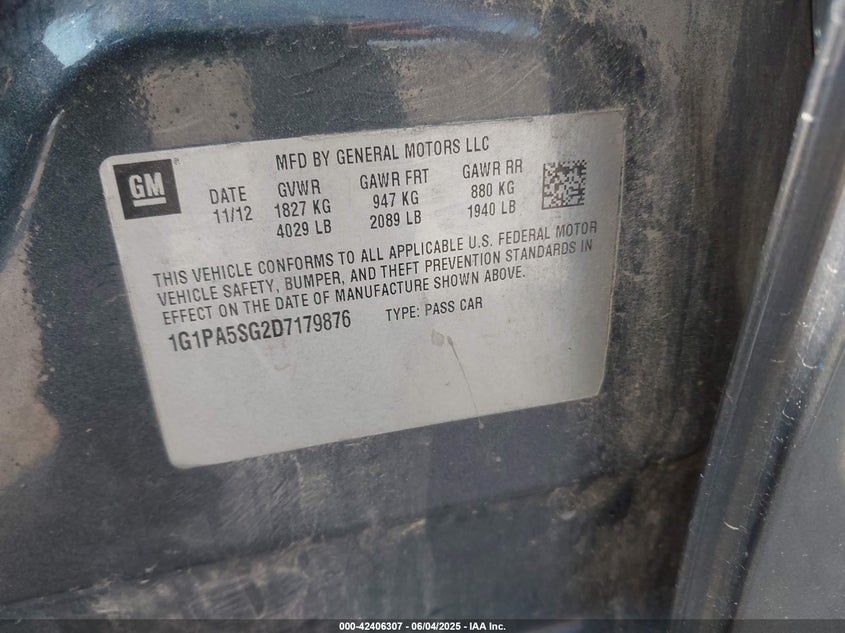 MFD BY GENERAL MOTORS LLC
GM
DATE GVWR GAWR FRT GAWR RR
11/12 1827 KG 947 KG 880 KG
4029 LB 2089 LB 1940 LB
THIS VEHICLE CONFORMS TO ALL APPLICABLE U.S. FEDERAL MOTOR
VEHICLE SAFETY, BUMPER, AND THEFT PREVENTION STANDARDS IN
EFFECT ON THE DATE OF MANUFACTURE SHOWN ABOVE.
1G1PA5SG2D7179876 TYPE: PASS CAR
000-42406307 - 06/04/2025 - IAA Inc.